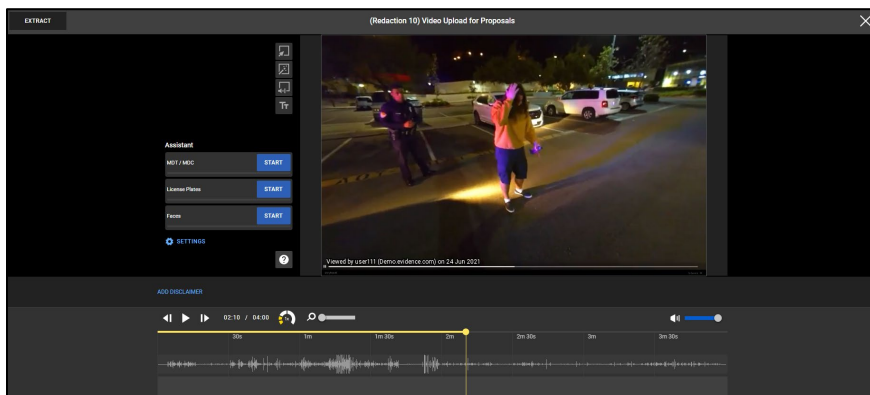 EXTRACT
(Redaction 10) Video Upload for Proposals
TT
Assistant
MDT / MDC START
License Plates START
Faces START
SETTINGS
?
Viewed by user111 (Demo.evidence.com) on 24 Jun 2021
ADD DISCLAIMER
02:10 / 04:00 1x
30s 1m 1m 30s 2m 2m 30s 3m 3m 30s